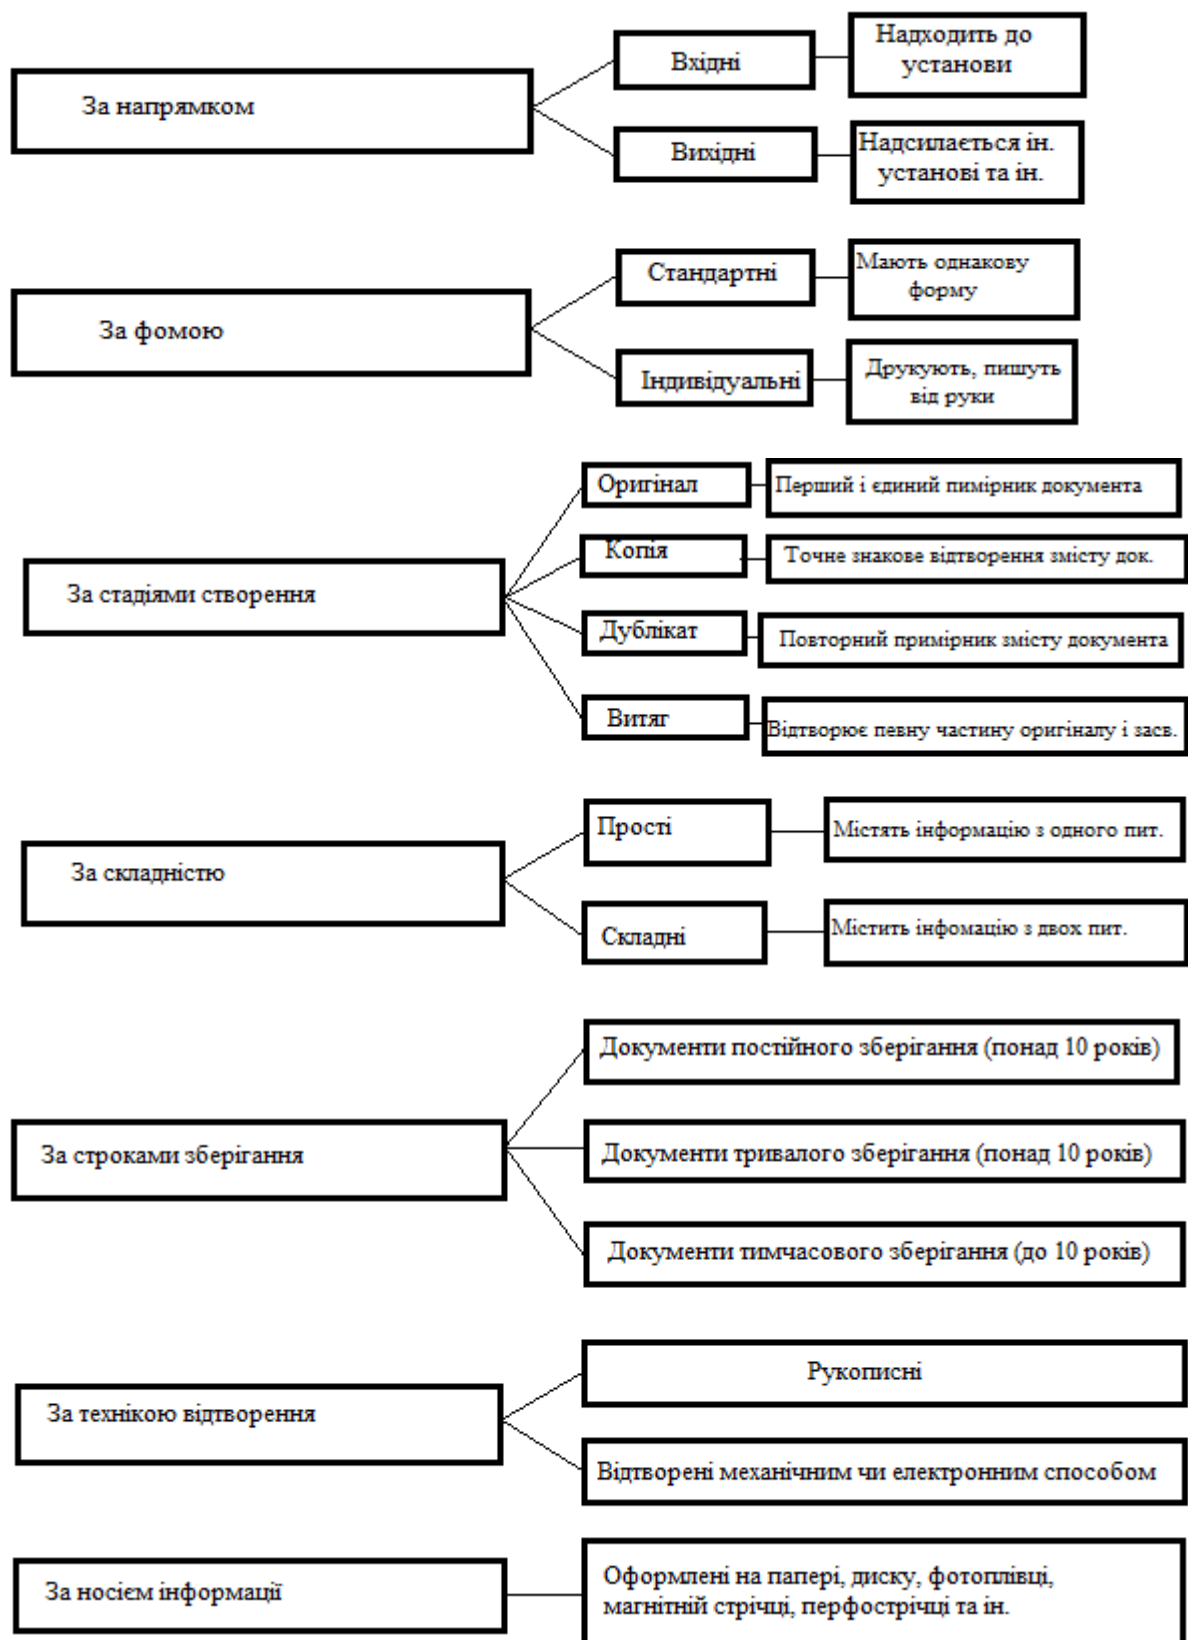 За напрямком
Вхідні
Надходить до
установи
Вихідні
Надсилається ін.
установі та ін.
За фомою
Стандартні
Мають однакову
форму
Індивідуальні
Друкують, пишуть
від руки
За стадіями створення
Оригінал
Перший і єдиний пимірник документа
Копія
Точне знакове відтворення змісту док.
Дублікат
Повторний примірник змісту документа
Витяг
Відтворює певну частину оригіналу і засв.
За складністю
Прості
Містять інформацію з одного пит.
Складні
Містить інфомацію з двох пит.
За строками зберігання
Документи постійного зберігання (понад 10 років)
Документи тривалого зберігання (понад 10 років)
Документи тимчасового зберігання (до 10 років)
За технікою відтворення
Рукописні
Відтворені механічним чи електронним способом
За носієм інформації
Оформлені на папері, диску, фотоплівці,
магнітній стрічці, перфострічці та ін.